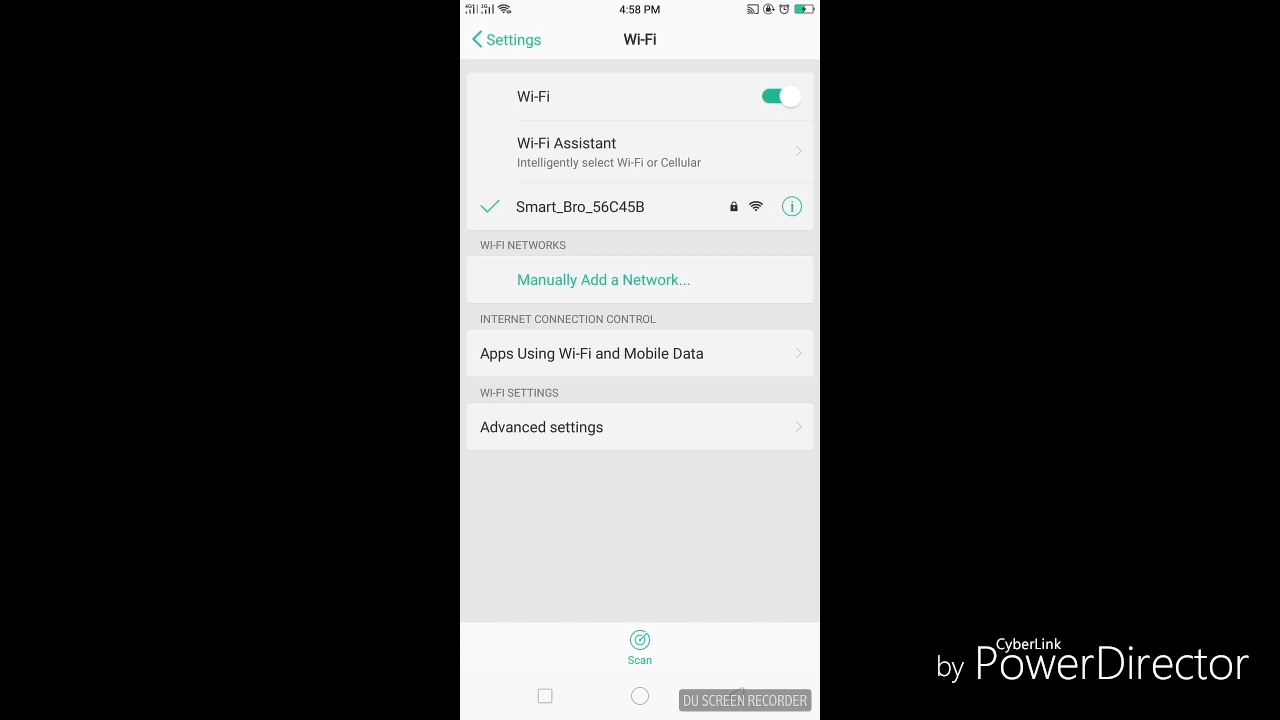 4G 3G 4:58 PM
Settings Wi-Fi
Wi-Fi
Wi-Fi Assistant
Intelligently select Wi-Fi or Cellular
Smart_Bro_56C45B
WI-FI NETWORKS
Manually Add a Network...
INTERNET CONNECTION CONTROL
Apps Using Wi-Fi and Mobile Data
WI-FI SETTINGS
Advanced settings
Scan
DU SCREEN RECORDER
CyberLink
by PowerDirector